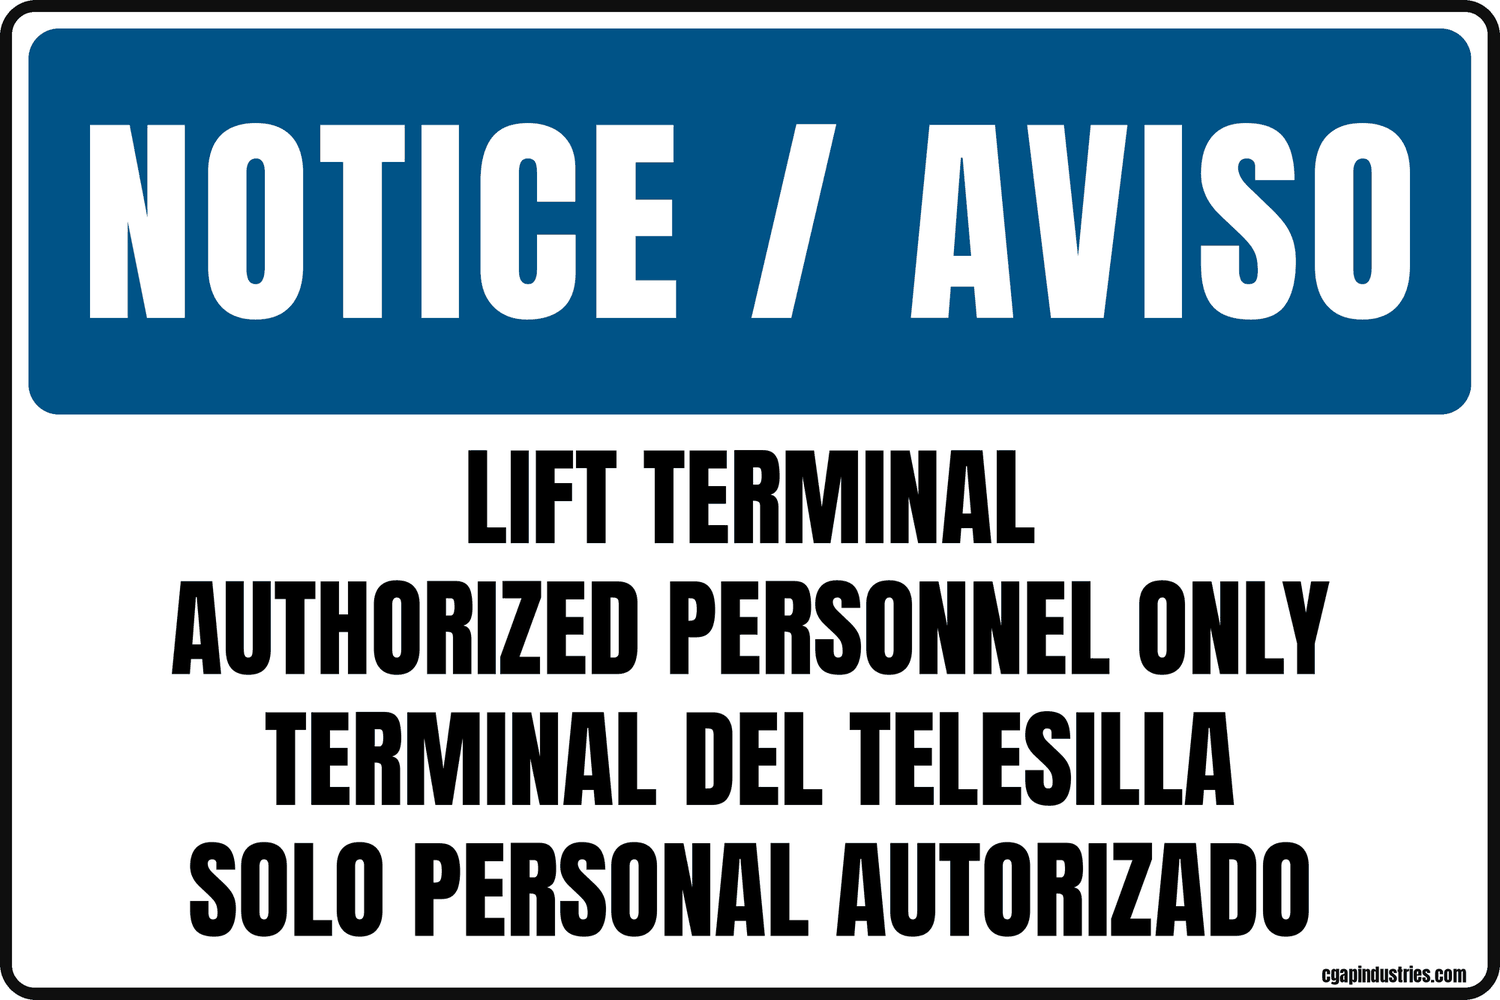 NOTICE / AVISO
LIFT TERMINAL
AUTHORIZED PERSONNEL ONLY
TERMINAL DEL TELESILLA
SOLO PERSONAL AUTORIZADO
cgapindustries.com